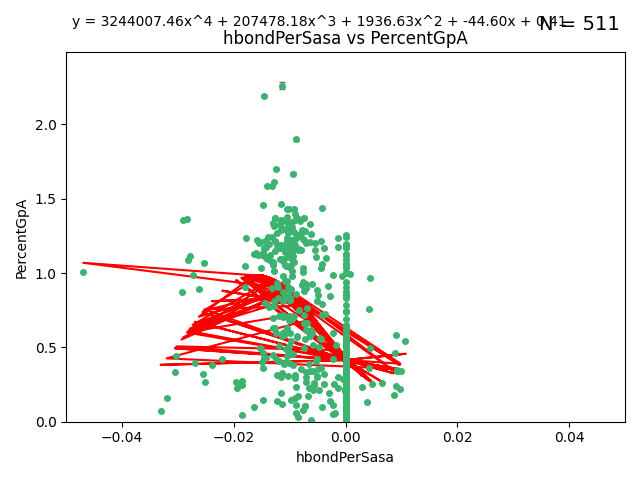 y = 3244007.46x^4 + 207478.18x^3 + 1936.63x^2 + -44.60x + 0.41
N = 511
hbondPerSasa vs PercentGpA
PercentGpA
2.0
1.5
1.0
0.5
0.0
−0.04
−0.02
0.00
0.02
0.04
hbondPerSasa